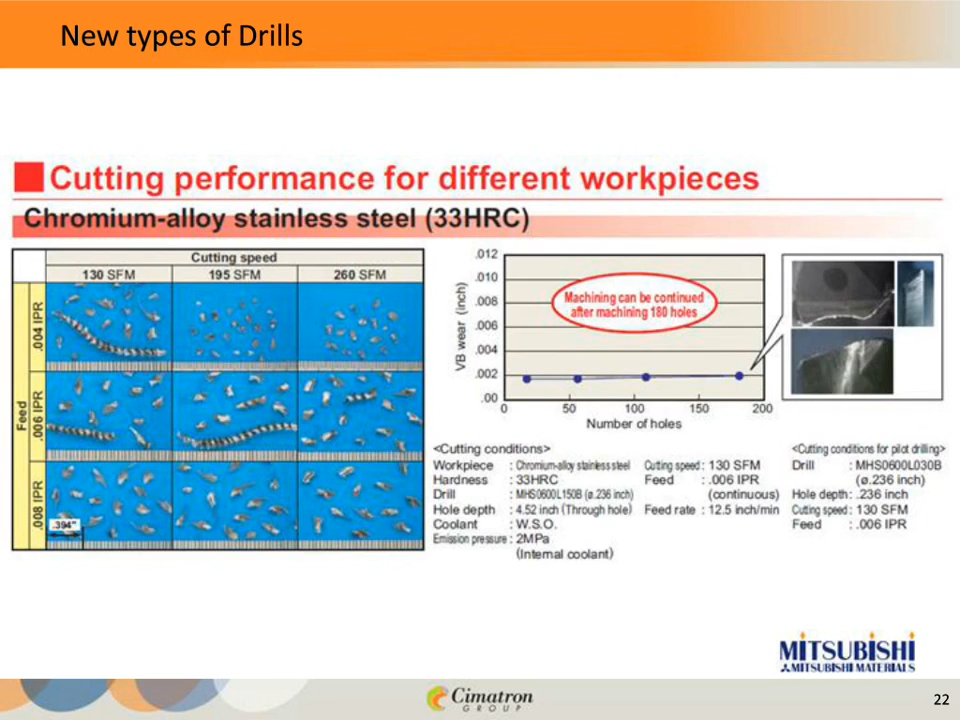 New types of Drills
Cutting performance for different workpieces
Chromium-alloy stainless steel (33HRC)
Cutting speed
130 SFM 195 SFM 260 SFM
Feed
.004 IPR
.006 IPR
.008 IPR
.394"
VB wear (inch)
.012
.010
.008
.006
.004
.002
.00
0 50 100 150 200
Number of holes
Machining can be continued
after machining 180 holes
<Cutting conditions>
Workpiece : Chromium-alloy stainless steel
Hardness : 33HRC
Drill : MHS0600L150B (ø.236 inch)
Hole depth : 4.52 inch (Through hole)
Coolant : W.S.O.
Emission pressure : 2MPa
(Internal coolant)
Cutting speed : 130 SFM
Feed : .006 IPR
(continuous)
Feed rate : 12.5 inch/min
<Cutting conditions for pilot drilling>
Drill : MHS0600L030B
(ø.236 inch)
Hole depth : .236 inch
Cutting speed : 130 SFM
Feed : .006 IPR
MITSUBISHI
MITSUBISHI MATERIALS
Cimatron
GROUP
22